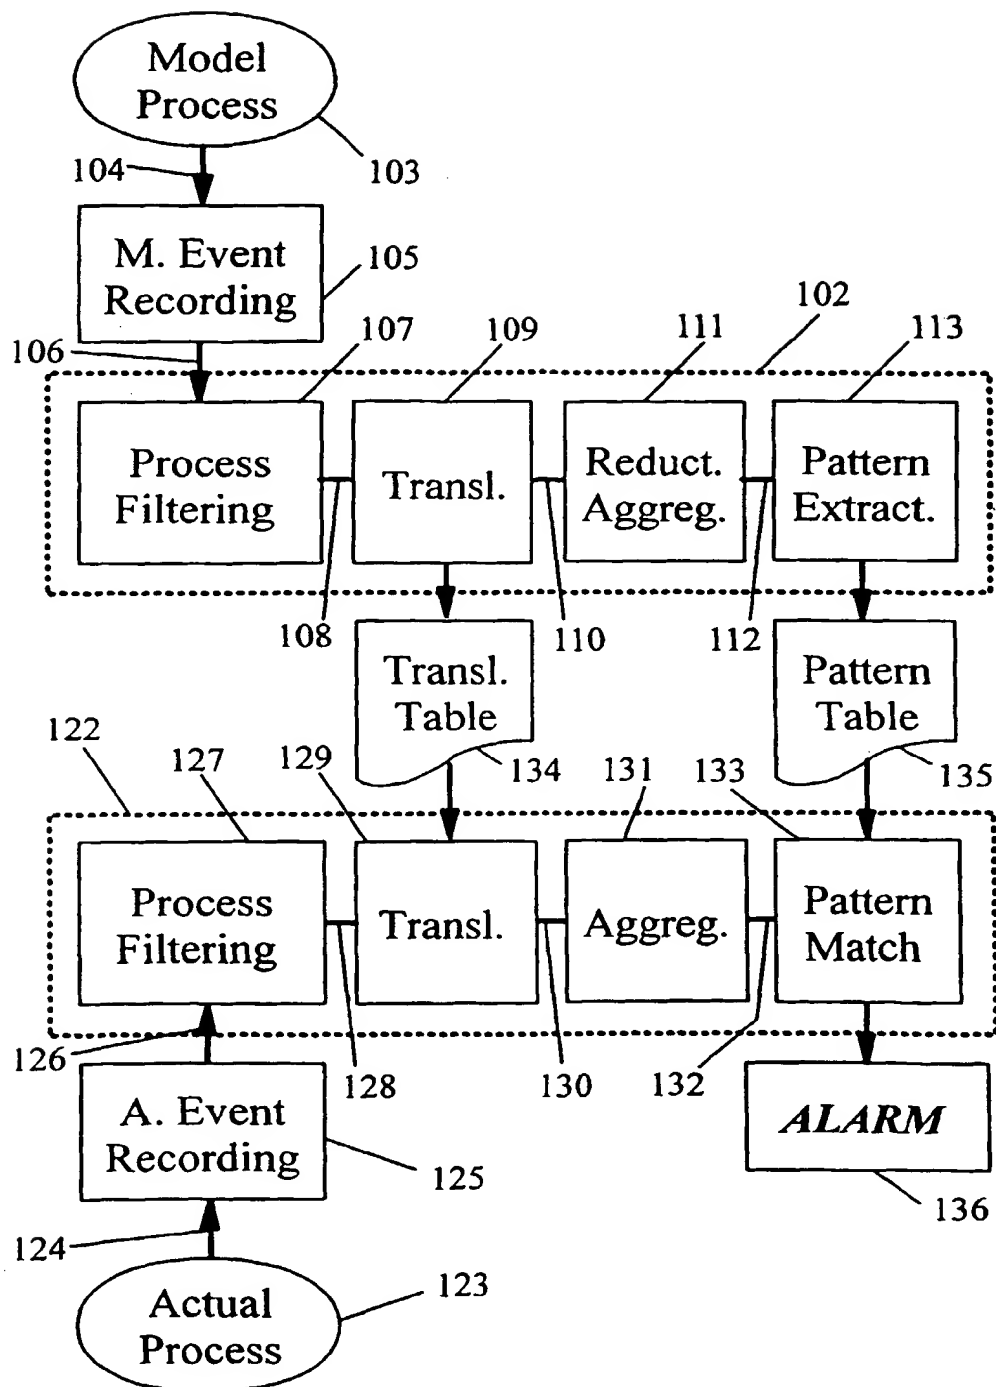 Model
Process
104
103
M. Event
Recording
105
106
107
109
111
102
113
Process
Filtering
Transl.
Reduct.
Aggreg.
Pattern
Extract.
108
110
112
Transl.
Table
Pattern
Table
122
127
129
134
131
133
135
Process
Filtering
Transl.
Aggreg.
Pattern
Match
126
128
130
132
A. Event
Recording
125
ALARM
136
124
123
Actual
Process